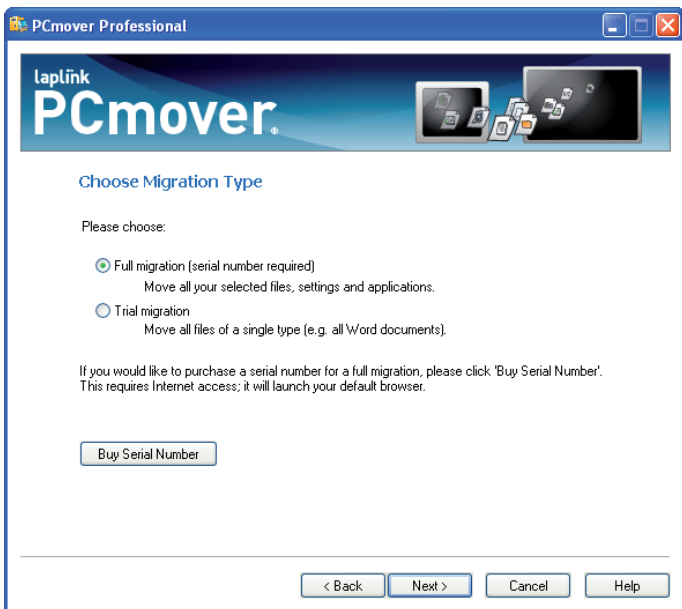 PCmover Professional
laplink
PCmover.
Choose Migration Type
Please choose:
Full migration (serial number required)
Move all your selected files, settings and applications.
Trial migration
Move all files of a single type (e.g. all Word documents).
If you would like to purchase a serial number for a full migration, please click 'Buy Serial Number'.
This requires Internet access; it will launch your default browser.
Buy Serial Number
< Back Next > Cancel Help